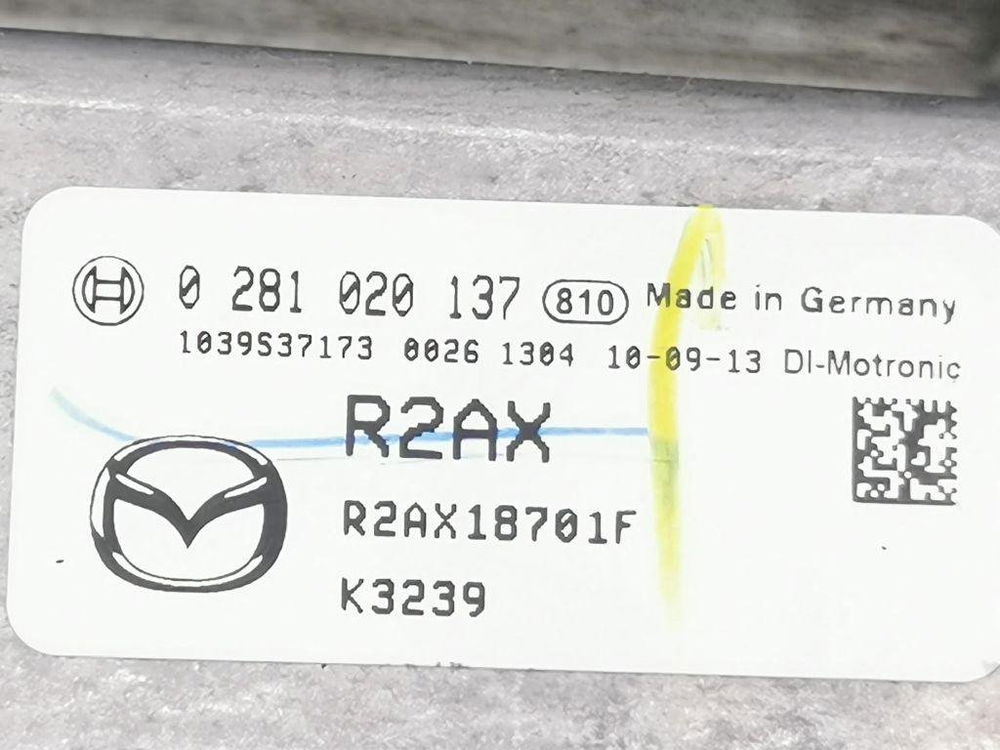 0 281 020 137 810 Made in Germany
1039S37173 0026 1304 10-09-13 DI-Motronic
R2AX
R2AX18701F
K3239